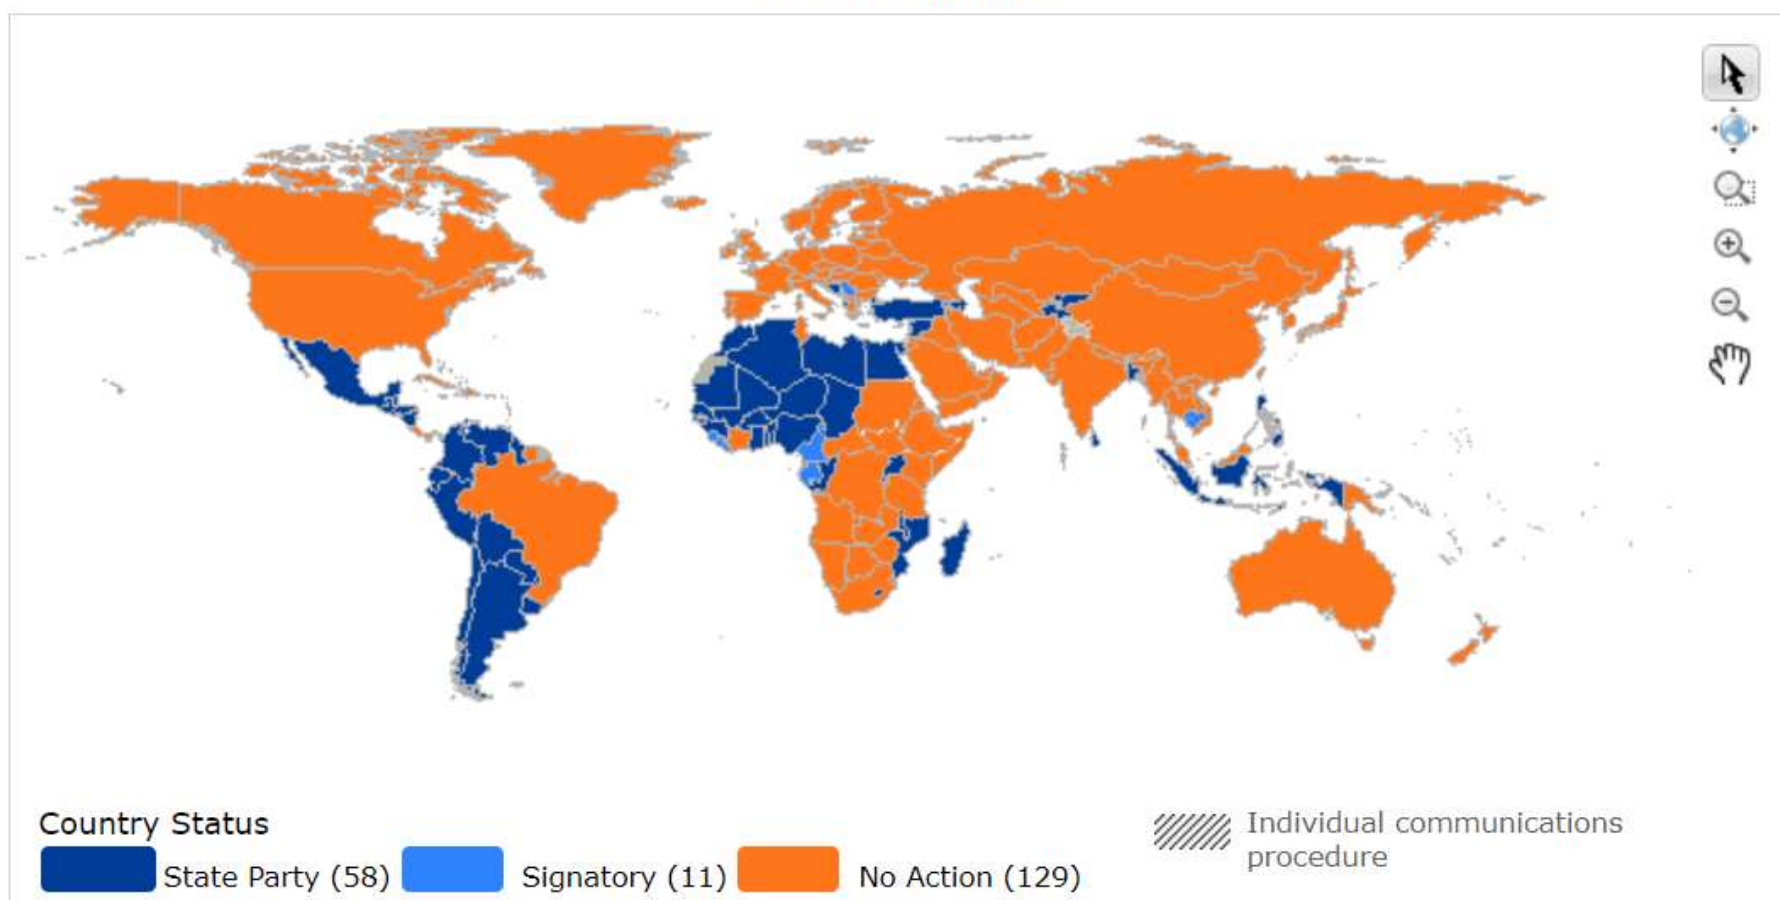 Country Status
State Party (58)
Signatory (11)
No Action (129)
Individual communications
procedure